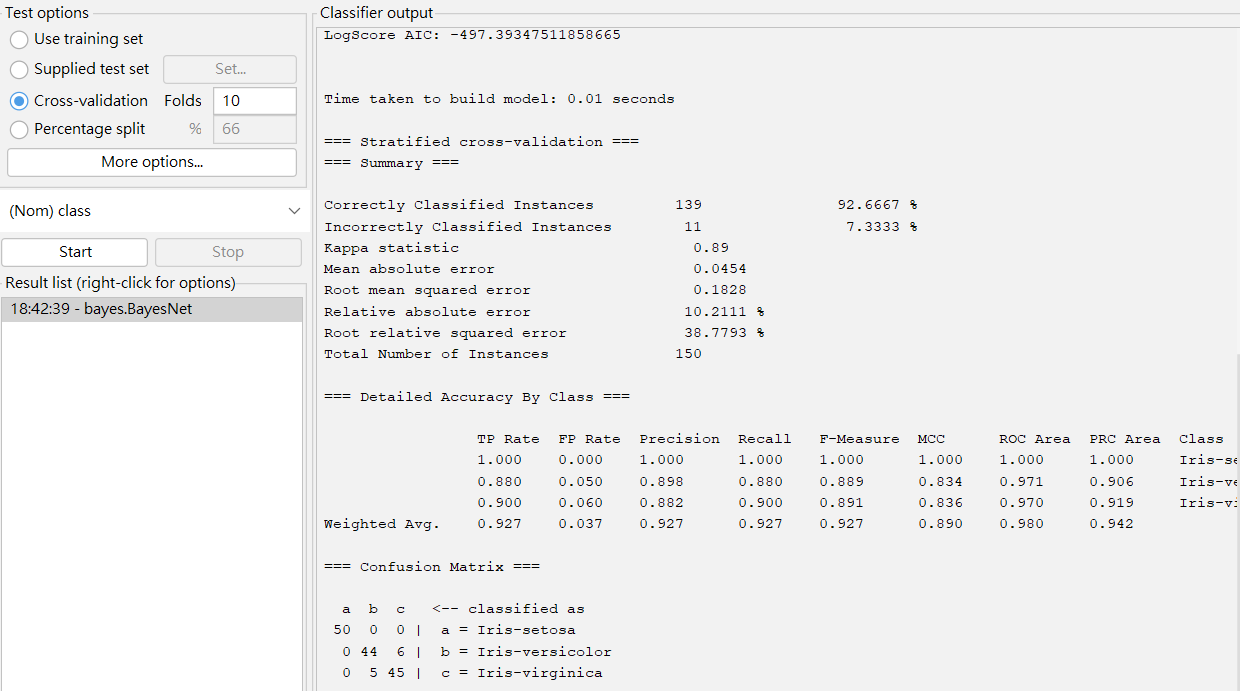 Test options
Use training set
Supplied test set Set...
Cross-validation Folds 10
Percentage split % 66
More options...
(Nom) class
Start Stop
Result list (right-click for options)
18:42:39 - bayes.BayesNet
Classifier output
LogScore AIC: -497.39347511858665
Time taken to build model: 0.01 seconds
=== Stratified cross-validation ===
=== Summary ===
Correctly Classified Instances 139 92.6667 %
Incorrectly Classified Instances 11 7.3333 %
Kappa statistic 0.89
Mean absolute error 0.0454
Root mean squared error 0.1828
Relative absolute error 10.2111 %
Root relative squared error 38.7793 %
Total Number of Instances 150
=== Detailed Accuracy By Class ===
TP Rate FP Rate Precision Recall F-Measure MCC ROC Area PRC Area Class
1.000 0.000 1.000 1.000 1.000 1.000 1.000 1.000 Iris-se
0.880 0.050 0.898 0.880 0.889 0.834 0.971 0.906 Iris-ve
0.900 0.060 0.882 0.900 0.891 0.836 0.970 0.919 Iris-vi
Weighted Avg. 0.927 0.037 0.927 0.927 0.927 0.890 0.980 0.942
=== Confusion Matrix ===
a b c <-- classified as
50 0 0 | a = Iris-setosa
0 44 6 | b = Iris-versicolor
0 5 45 | c = Iris-virginica